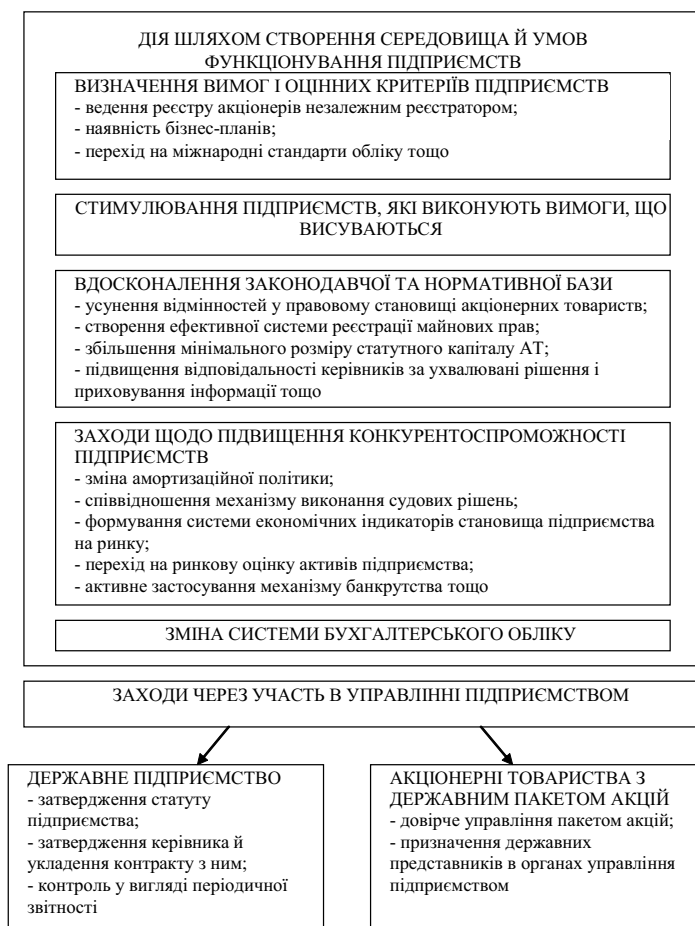 ДІЯ ШЛЯХОМ СТВОРЕННЯ СЕРЕДОВИЩА Й УМОВ
ФУНКЦІОНУВАННЯ ПІДПРИЄМСТВ
ВИЗНАЧЕННЯ ВИМОГ І ОЦІННИХ КРИТЕРІЇВ ПІДПРИЄМСТВ
- ведення реєстру акціонерів незалежним реєстратором;
- наявність бізнес-планів;
- перехід на міжнародні стандарти обліку тощо
СТИМУЛЮВАННЯ ПІДПРИЄМСТВ, ЯКІ ВИКОНУЮТЬ ВИМОГИ, ЩО
ВИСУВАЮТЬСЯ
ВДОСКОНАЛЕННЯ ЗАКОНОДАВЧОЇ ТА НОРМАТИВНОЇ БАЗИ
- усунення відмінностей у правовому становищі акціонерних товариств;
- створення ефективної системи реєстрації майнових прав;
- збільшення мінімального розміру статутного капіталу АТ;
- підвищення відповідальності керівників за ухвалювані рішення і
приховування інформації тощо
ЗАХОДИ ЩОДО ПІДВИЩЕННЯ КОНКУРЕНТОСПРОМОЖНОСТІ
ПІДПРИЄМСТВ
- зміна амортизаційної політики;
- співвідношення механізму виконання судових рішень;
- формування системи економічних індикаторів становища підприємства
на ринку;
- перехід на ринкову оцінку активів підприємства;
- активне застосування механізму банкрутства тощо
ЗМІНА СИСТЕМИ БУХГАЛТЕРСЬКОГО ОБЛІКУ
ЗАХОДИ ЧЕРЕЗ УЧАСТЬ В УПРАВЛІННІ ПІДПРИЄМСТВОМ
ДЕРЖАВНЕ ПІДПРИЄМСТВО
- затвердження статуту
підприємства;
- затвердження керівника й
укладення контракту з ним;
- контроль у вигляді періодичної
звітності
АКЦІОНЕРНІ ТОВАРИСТВА З
ДЕРЖАВНИМ ПАКЕТОМ АКЦІЙ
- довірче управління пакетом акцій;
- призначення державних
представників в органах управління
підприємством